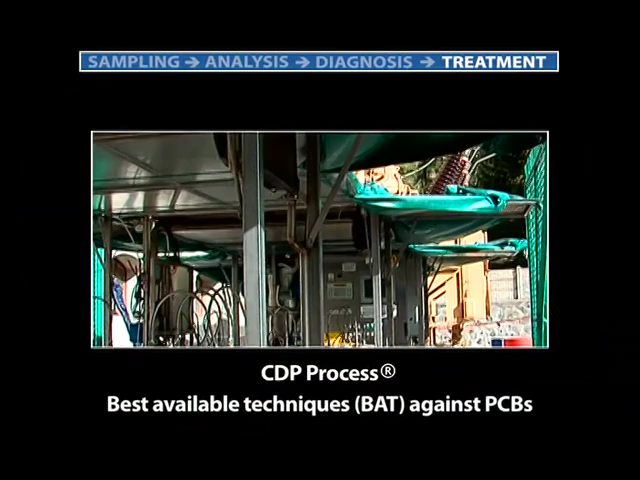 SAMPLING → ANALYSIS → DIAGNOSIS → TREATMENT
CDP Process®
Best available techniques (BAT) against PCBs